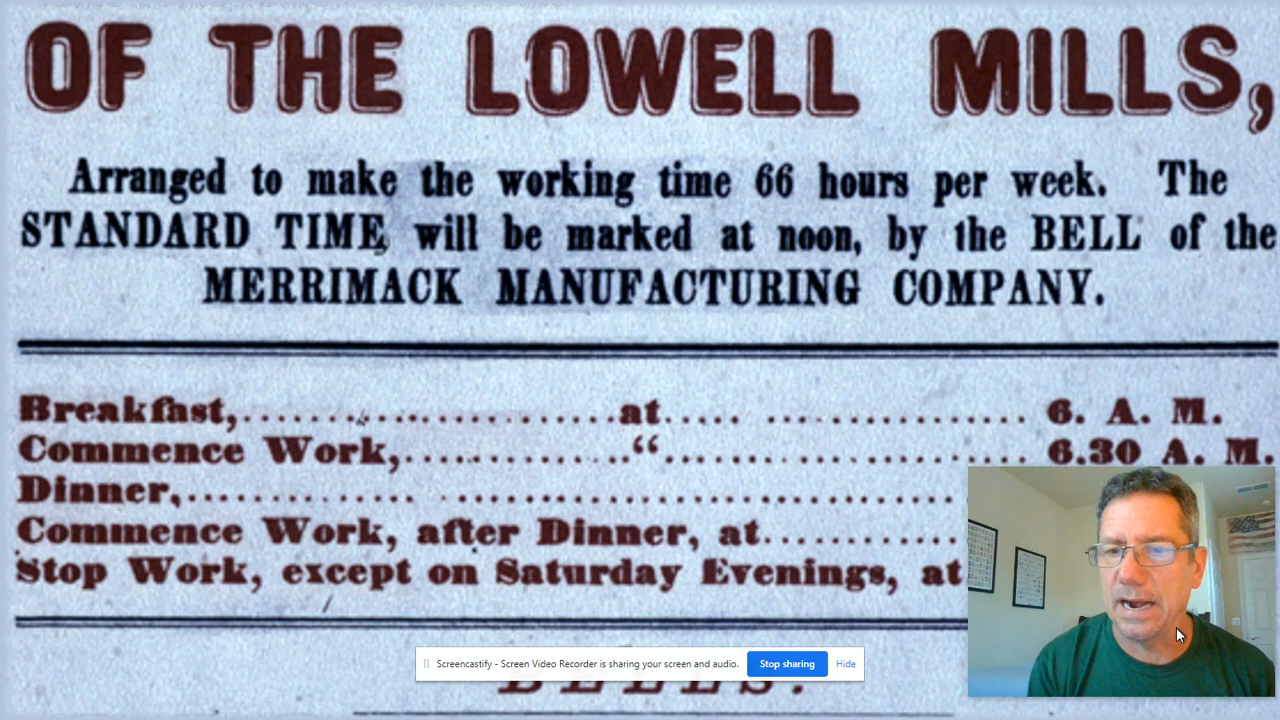 OF THE LOWELL MILLS,
Arranged to make the working time 66 hours per week. The
STANDARD TIME, will be marked at noon, by the BELL of the
MERRIMACK MANUFACTURING COMPANY.
Breakfast,........................at..... .................... 6. A. M.
Commence Work,..............“........................ 6.30 A. M.
Dinner,............... ................................
Commence Work, after Dinner, at............
Stop Work, except on Saturday Evenings, at
Screencastify - Screen Video Recorder is sharing your screen and audio. Stop sharing Hide
BELLS.